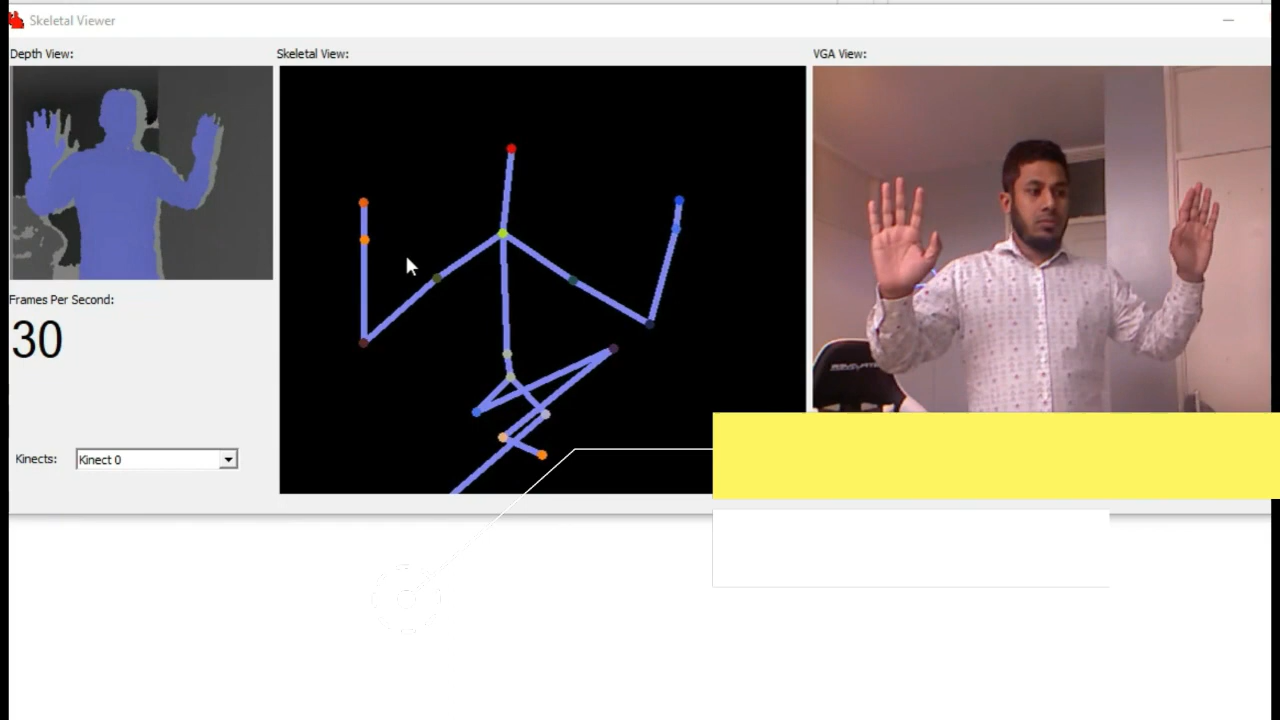 Skeletal Viewer
Depth View:
Skeletal View:
VGA View:
Frames Per Second:
30
Kinects:
Kinect 0